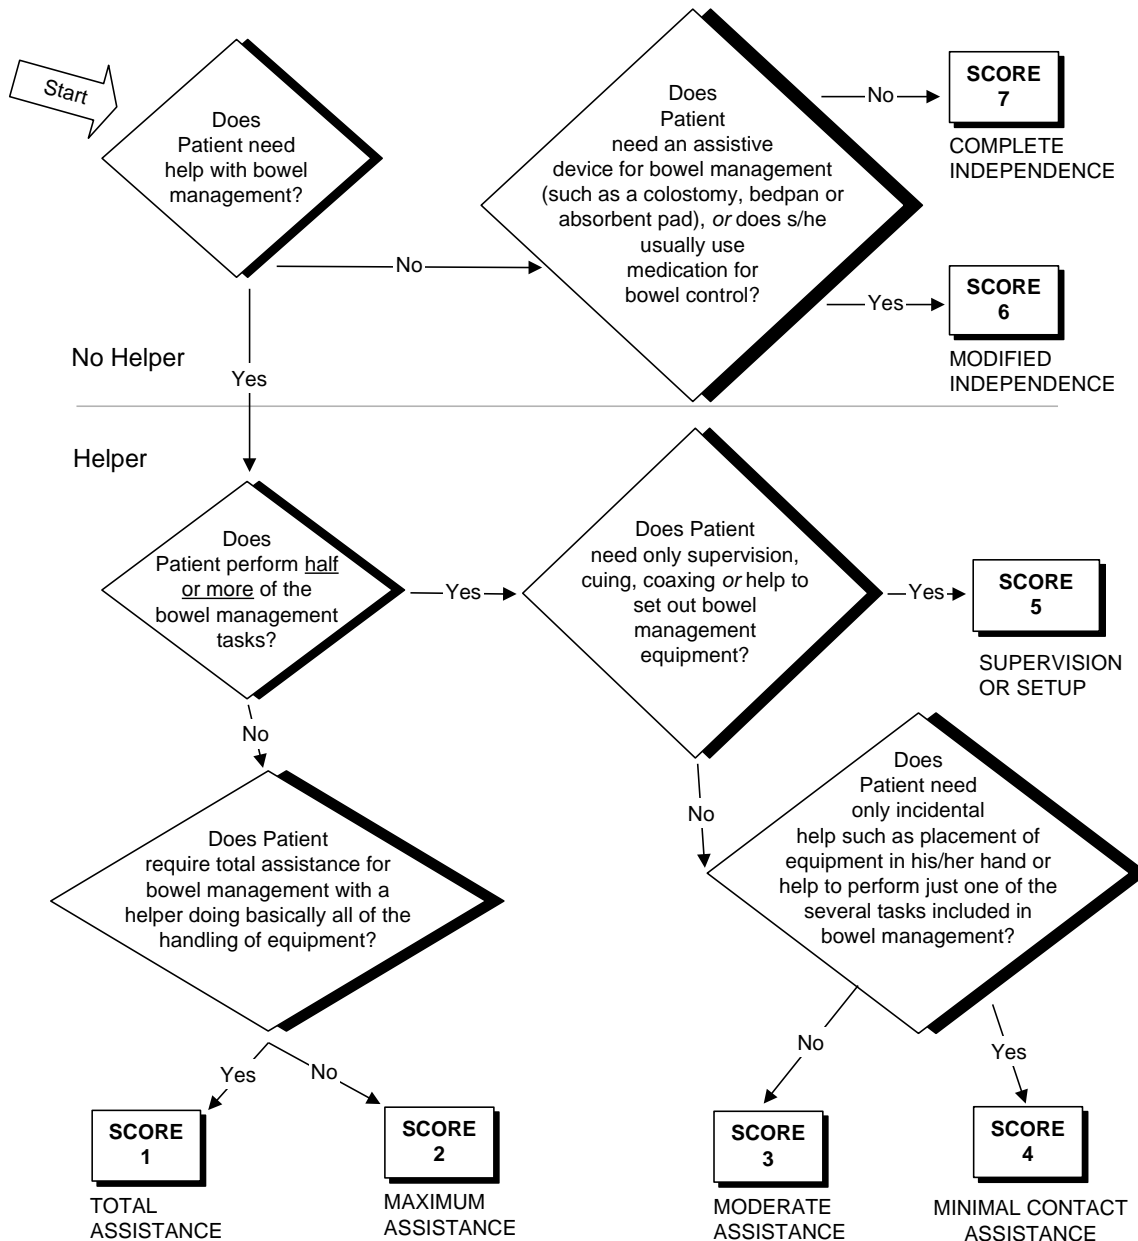 Start
Does
Patient need
help with bowel
management?
No
Does
Patient
need an assistive
device for bowel management
(such as a colostomy, bedpan or
absorbent pad), or does s/he
usually use
medication for
bowel control?
No
SCORE
7
COMPLETE
INDEPENDENCE
Yes
SCORE
6
MODIFIED
INDEPENDENCE
No Helper
Yes
Helper
Does
Patient perform half
or more of the
bowel management
tasks?
Yes
Does Patient
need only supervision,
cuing, coaxing or help to
set out bowel
management
equipment?
Yes
SCORE
5
SUPERVISION
OR SETUP
No
Does Patient
require total assistance for
bowel management with a
helper doing basically all of the
handling of equipment?
No
Does
Patient need
only incidental
help such as placement of
equipment in his/her hand or
help to perform just one of the
several tasks included in
bowel management?
Yes
No
No
Yes
SCORE
1
TOTAL
ASSISTANCE
SCORE
2
MAXIMUM
ASSISTANCE
SCORE
3
MODERATE
ASSISTANCE
SCORE
4
MINIMAL CONTACT
ASSISTANCE